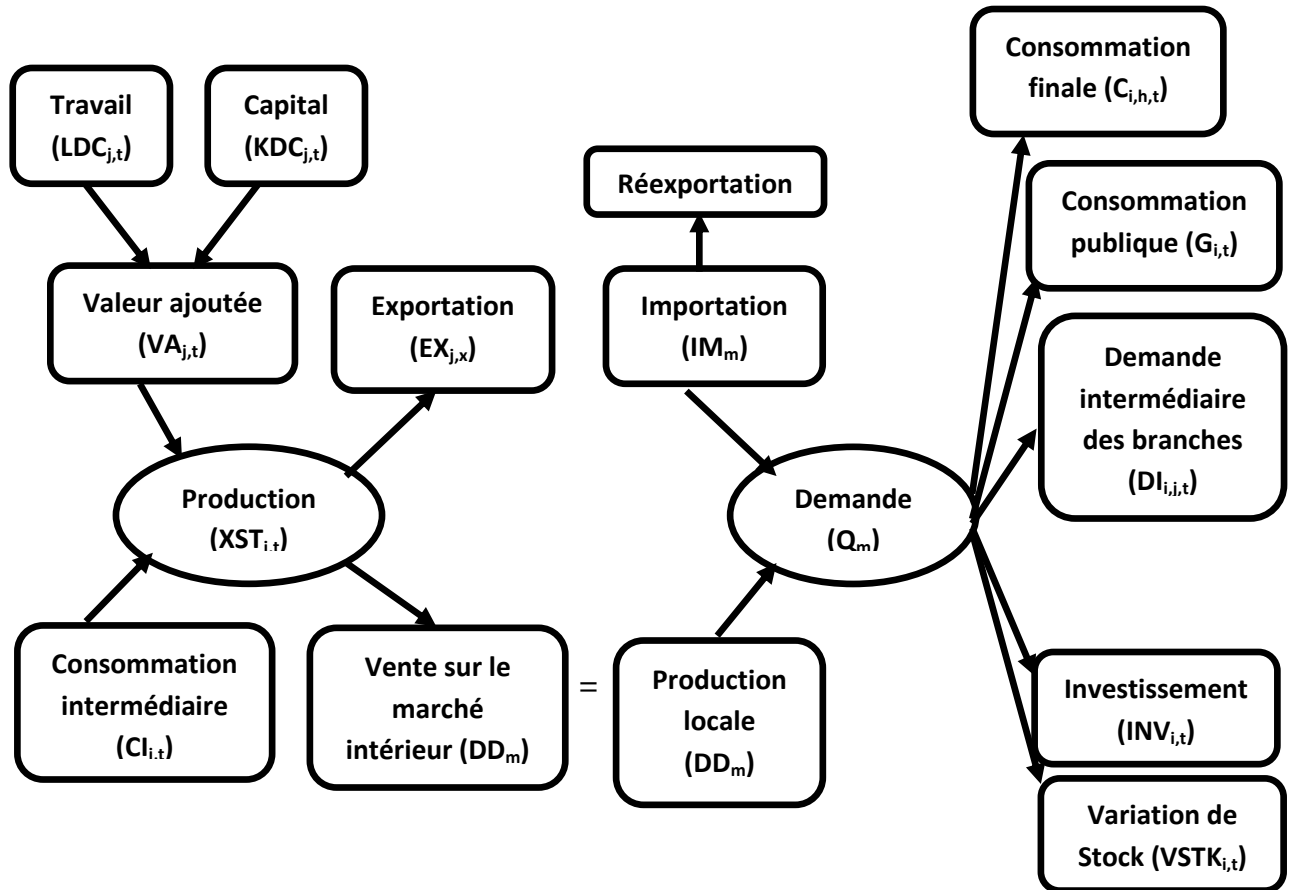 Travail
(LDCj,t)
Capital
(KDCj,t)
Valeur ajoutée
(VAj,t)
Exportation
(EXj,x)
Production
(XSTi,t)
Consommation
intermédiaire
(CIi,t)
Vente sur le
marché
intérieur (DDm)
=
Réexportation
Importation
(IMm)
Demande
(Qm)
Production
locale
(DDm)
Consommation
finale (Ci,h,t)
Consommation
publique (Gi,t)
Demande
intermédiaire
des branches
(DIi,j,t)
Investissement
(INVi,t)
Variation de
Stock (VSTKi,t)